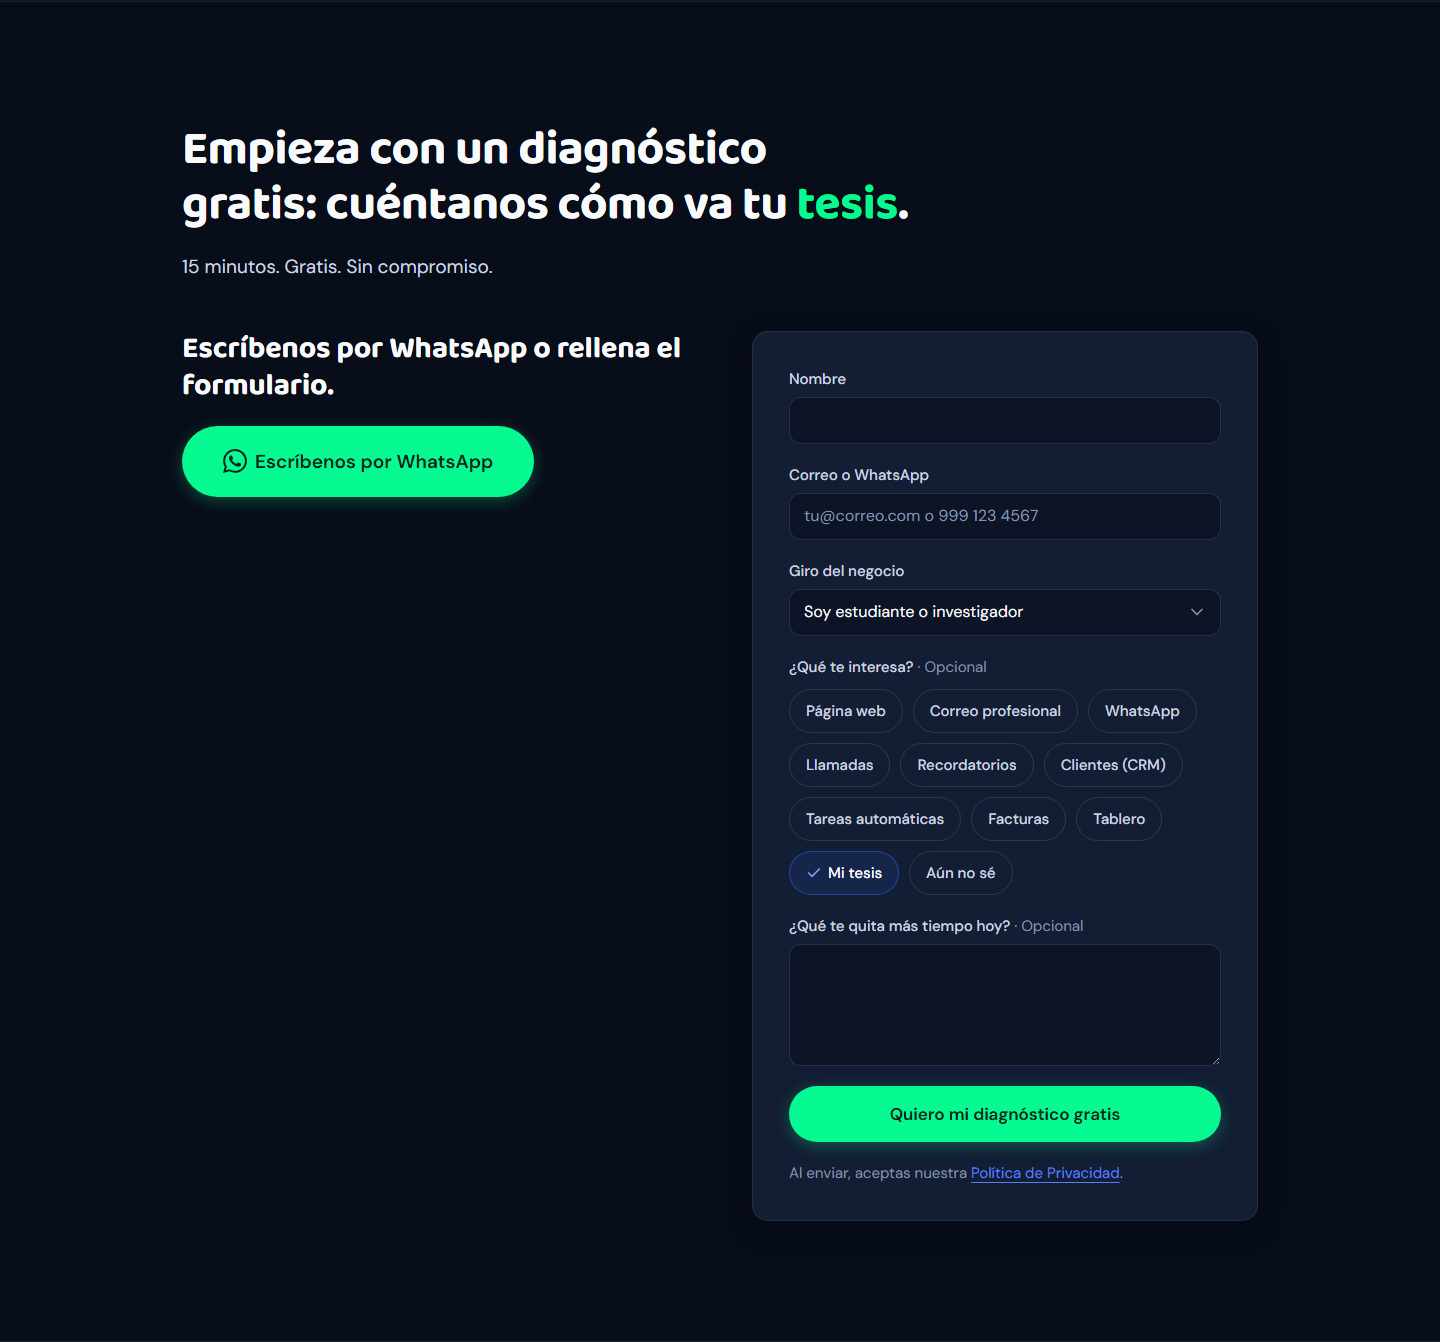 Empieza con un diagnóstico
gratis: cuéntanos cómo va tu tesis.
15 minutos. Gratis. Sin compromiso.
Escríbenos por WhatsApp o rellena el
formulario.
Escríbenos por WhatsApp
Nombre
Correo o WhatsApp
tu@correo.com o 999 123 4567
Giro del negocio
Soy estudiante o investigador
¿Qué te interesa? · Opcional
Página web
Correo profesional
WhatsApp
Llamadas
Recordatorios
Clientes (CRM)
Tareas automáticas
Facturas
Tablero
Mi tesis
Aún no sé
¿Qué te quita más tiempo hoy? · Opcional
Quiero mi diagnóstico gratis
Al enviar, aceptas nuestra Política de Privacidad.